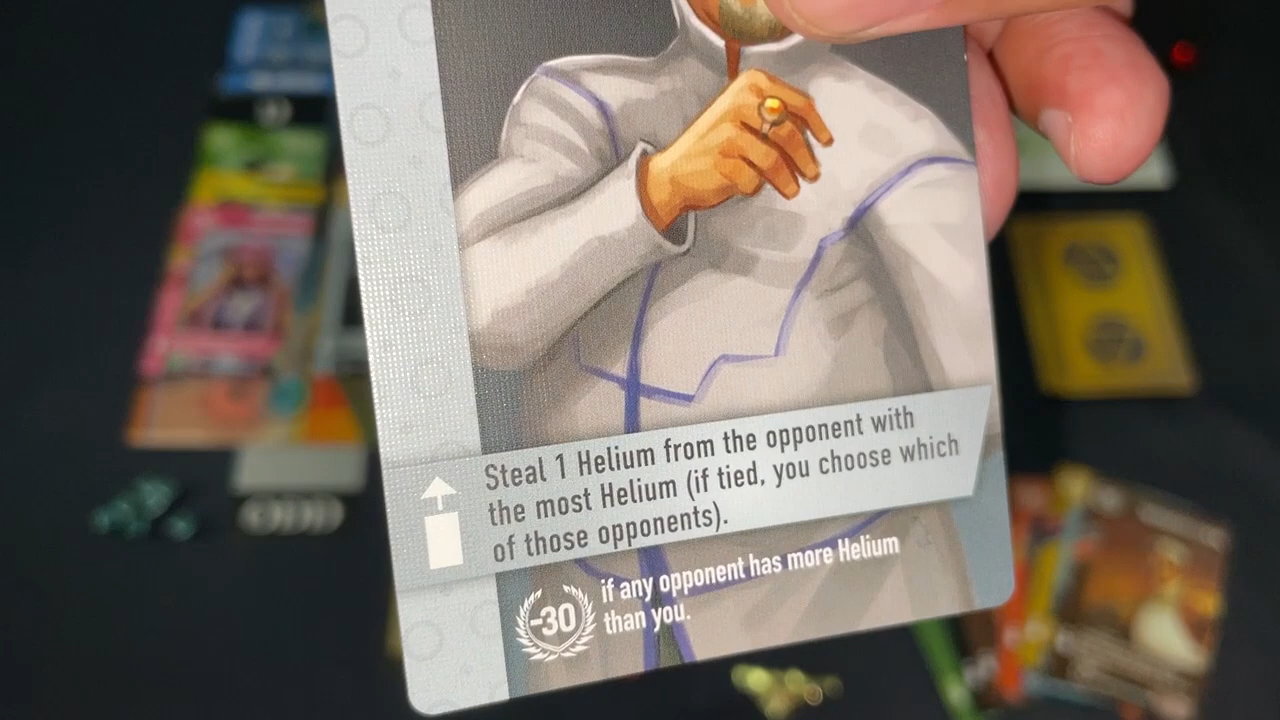 Steal 1 Helium from the opponent with
the most Helium (if tied, you choose which
of those opponents).
-30
if any opponent has more Helium
than you.